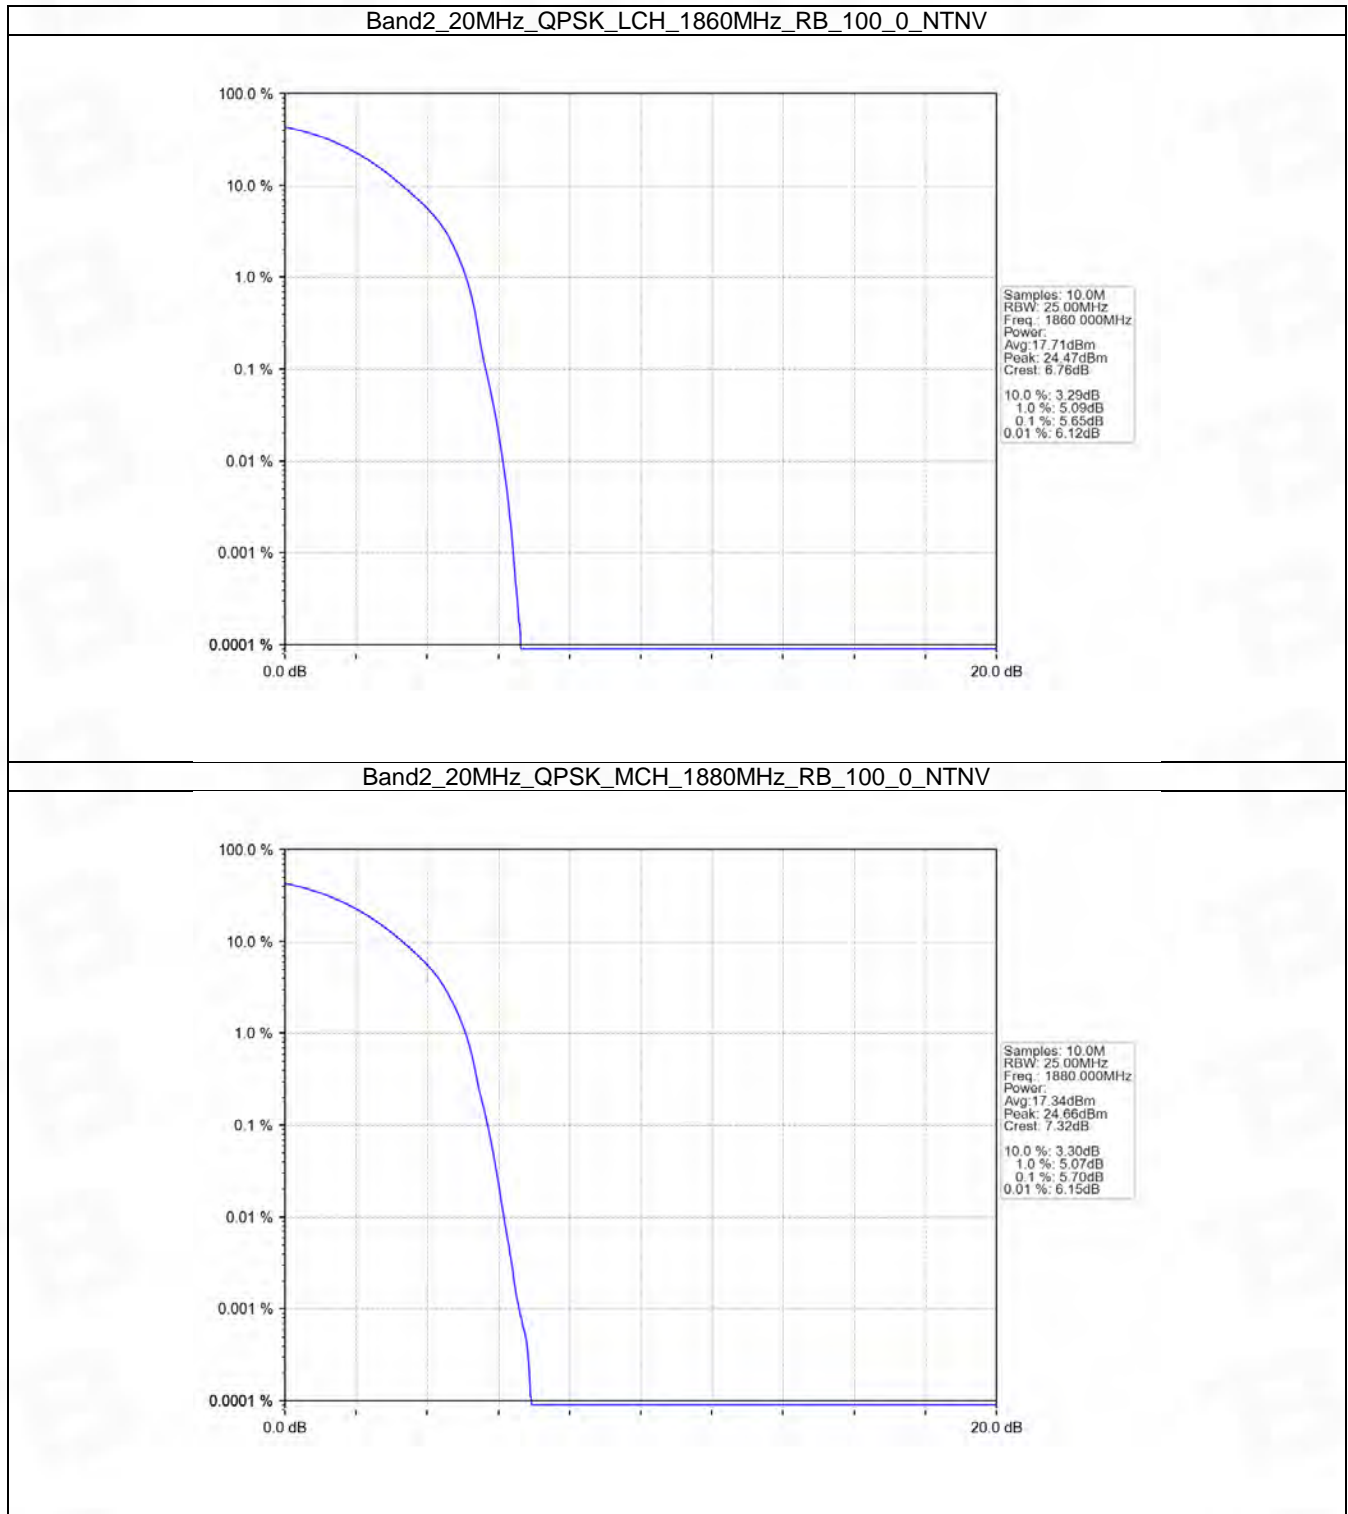 Band2_20MHz_QPSK_LCH_1860MHz_RB_100_0_NTNV
100.0 %
10.0 %
1.0 %
0.1 %
0.01 %
0.001 %
0.0001 %
0.0 dB
20.0 dB
Samples: 10.0M
RBW: 25.00MHz
Freq.: 1860.000MHz
Power:
Avg:17.71dBm
Peak: 24.47dBm
Crest: 6.76dB
10.0 %: 3.29dB
1.0 %: 5.09dB
0.1 %: 5.65dB
0.01 %: 6.12dB
Band2_20MHz_QPSK_MCH_1880MHz_RB_100_0_NTNV
100.0 %
10.0 %
1.0 %
0.1 %
0.01 %
0.001 %
0.0001 %
0.0 dB
20.0 dB
Samples: 10.0M
RBW: 25.00MHz
Freq.: 1880.000MHz
Power:
Avg:17.34dBm
Peak: 24.66dBm
Crest: 7.32dB
10.0 %: 3.30dB
1.0 %: 5.07dB
0.1 %: 5.70dB
0.01 %: 6.15dB